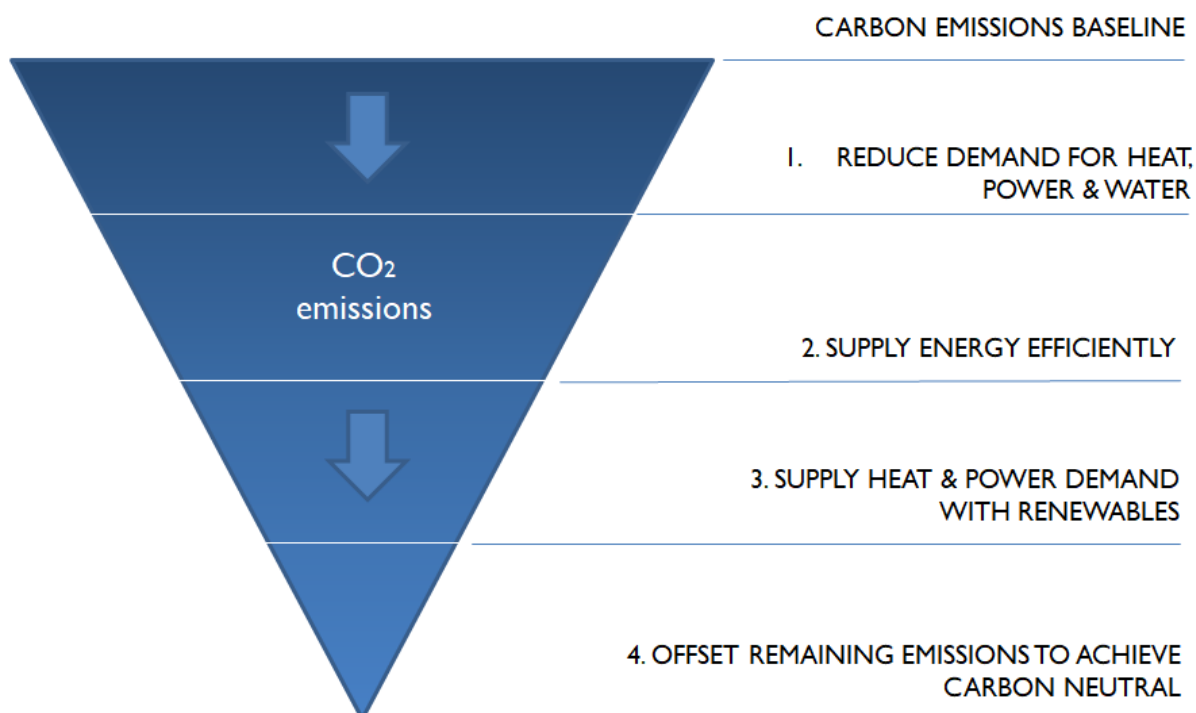 CARBON EMISSIONS BASELINE
1. REDUCE DEMAND FOR HEAT,
POWER & WATER
CO₂
emissions
2. SUPPLY ENERGY EFFICIENTLY
3. SUPPLY HEAT & POWER DEMAND
WITH RENEWABLES
4. OFFSET REMAINING EMISSIONS TO ACHIEVE
CARBON NEUTRAL